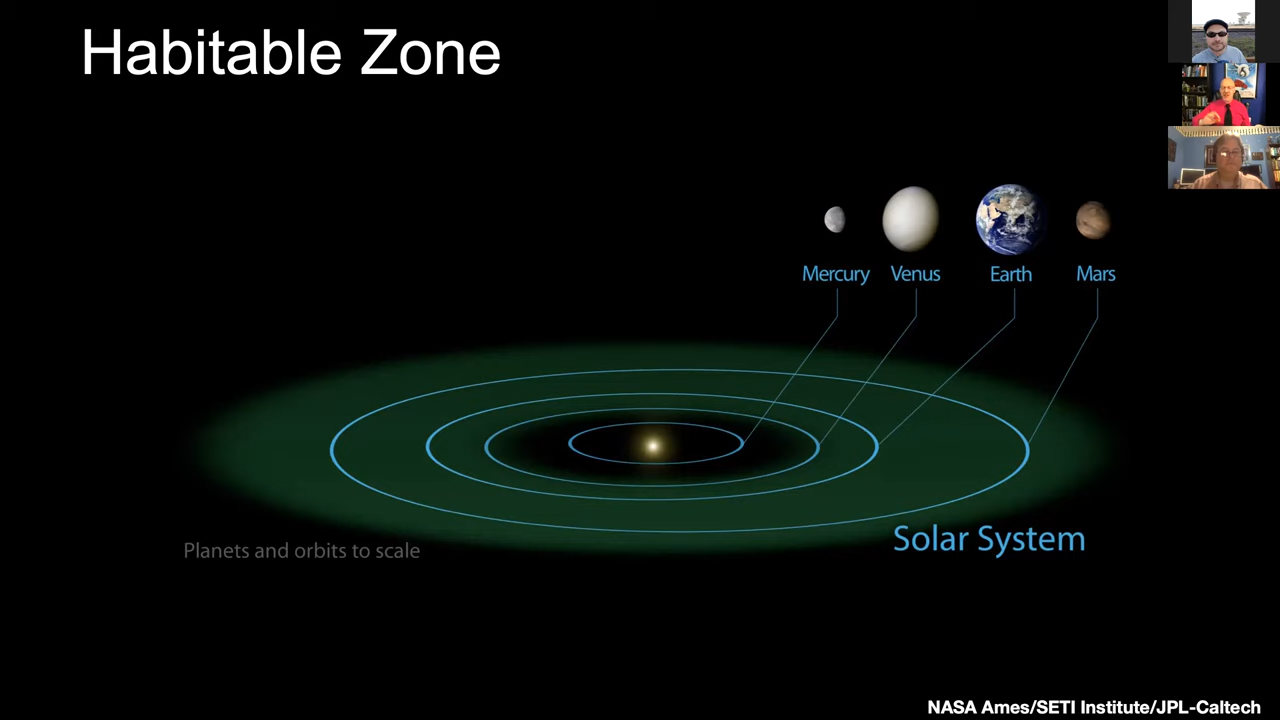 Habitable Zone
Mercury Venus Earth Mars
Solar System
Planets and orbits to scale
NASA Ames/SETI Institute/JPL-Caltech